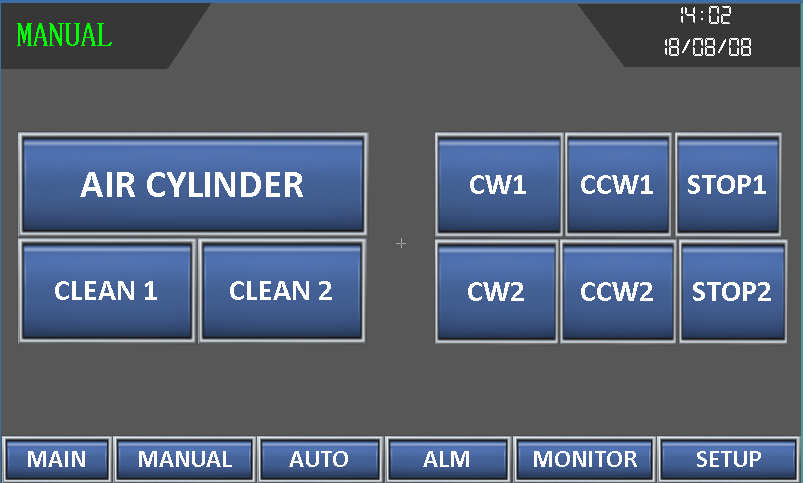 MANUAL
14:02
18/08/08
AIR CYLINDER
CW1 CCW1 STOP1
CLEAN 1 CLEAN 2
CW2 CCW2 STOP2
MAIN MANUAL AUTO ALM MONITOR SETUP